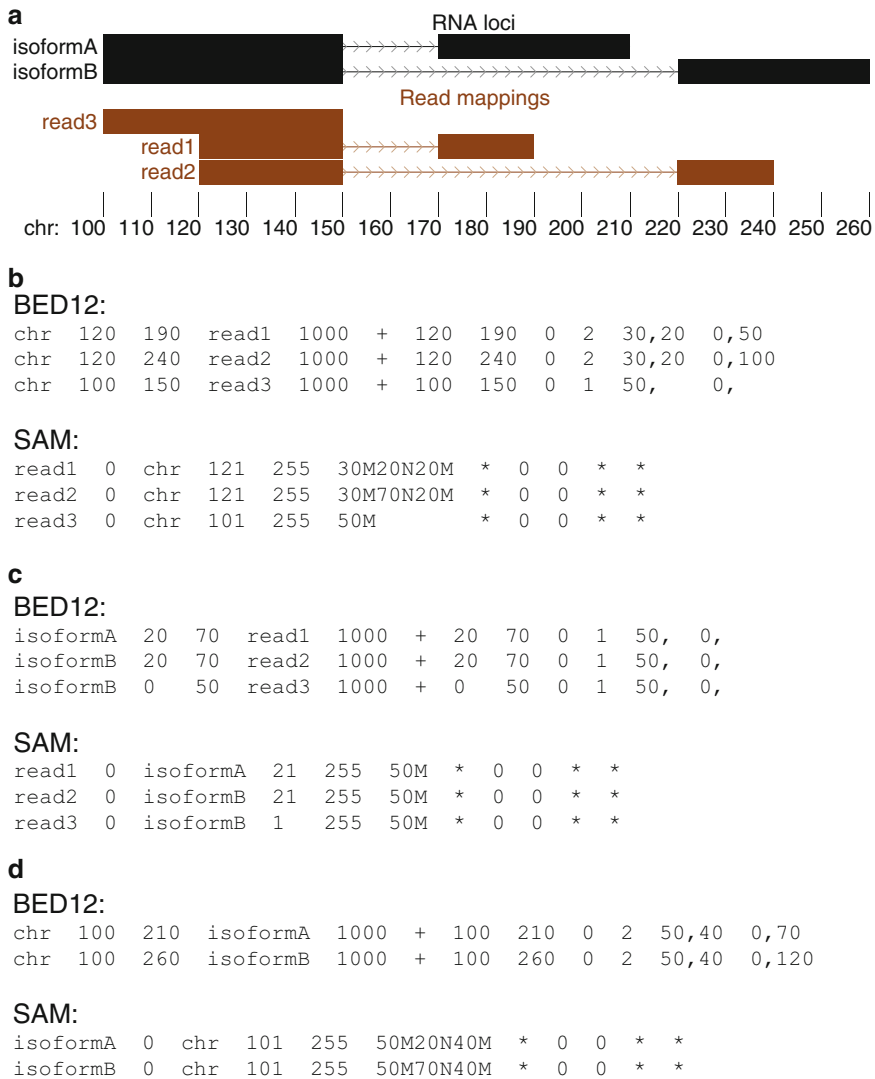 a
RNA loci
isoformA
isoformB
Read mappings
read3
read1
read2
chr: 100 110 120 130 140 150 160 170 180 190 200 210 220 230 240 250 260
b
BED12:
chr 120 190 read1 1000 + 120 190 0 2 30,20 0,50
chr 120 240 read2 1000 + 120 240 0 2 30,20 0,100
chr 100 150 read3 1000 + 100 150 0 1 50, 0,
SAM:
read1 0 chr 121 255 30M20N20M * 0 0 * *
read2 0 chr 121 255 30M70N20M * 0 0 * *
read3 0 chr 101 255 50M * 0 0 * *
c
BED12:
isoformA 20 70 read1 1000 + 20 70 0 1 50, 0,
isoformB 20 70 read2 1000 + 20 70 0 1 50, 0,
isoformB 0 50 read3 1000 + 0 50 0 1 50, 0,
SAM:
read1 0 isoformA 21 255 50M * 0 0 * *
read2 0 isoformB 21 255 50M * 0 0 * *
read3 0 isoformB 1 255 50M * 0 0 * *
d
BED12:
chr 100 210 isoformA 1000 + 100 210 0 2 50,40 0,70
chr 100 260 isoformB 1000 + 100 260 0 2 50,40 0,120
SAM:
isoformA 0 chr 101 255 50M20N40M * 0 0 * *
isoformB 0 chr 101 255 50M70N40M * 0 0 * *